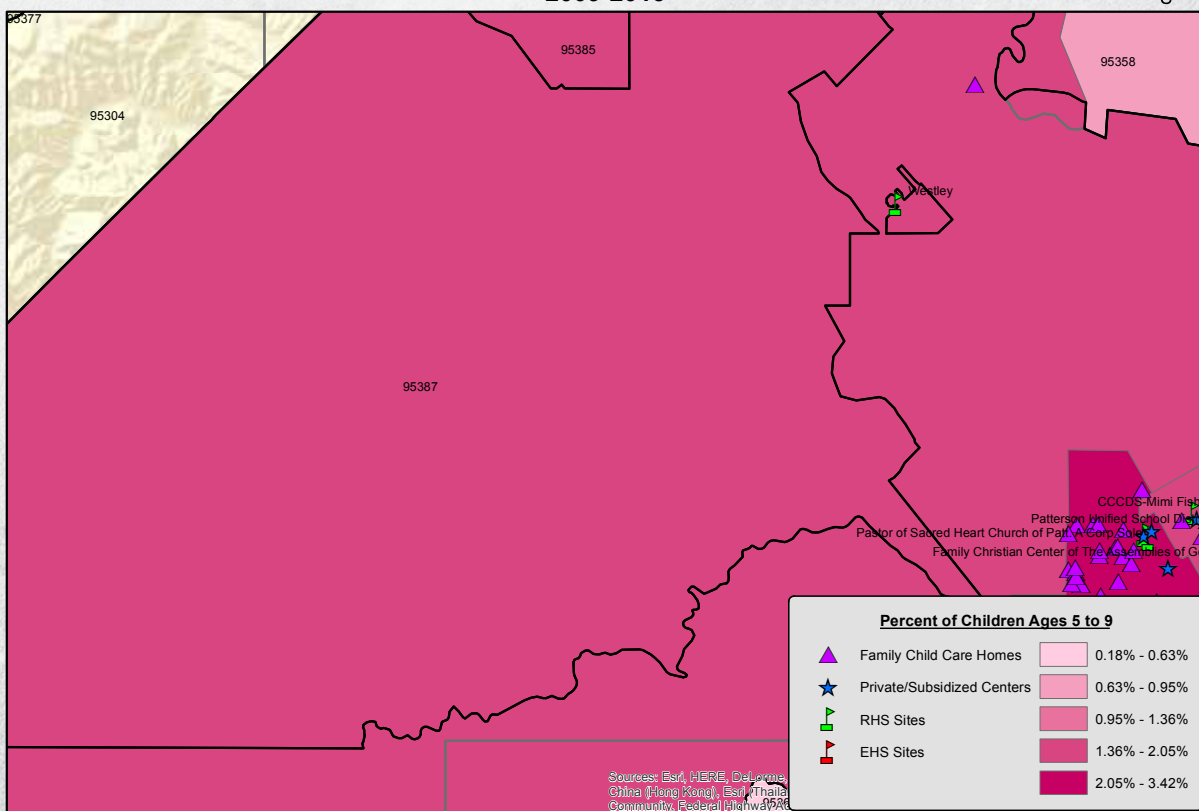 95377
95385
95358
95304
Westley
95387
CCCDS-Mimi Fish
Patterson Unified School
Pastor of Sacred Heart Church of
Family Christian Center of The Assemblies of
Percent of Children Ages 5 to 9
Family Child Care Homes
Private/Subsidized Centers
RHS Sites
EHS Sites
0.18% - 0.63%
0.63% - 0.95%
0.95% - 1.36%
1.36% - 2.05%
2.05% - 3.42%
Sources: Esri, HERE, DeLorme,
China (Hong Kong), Esri
Community, Federal Highway